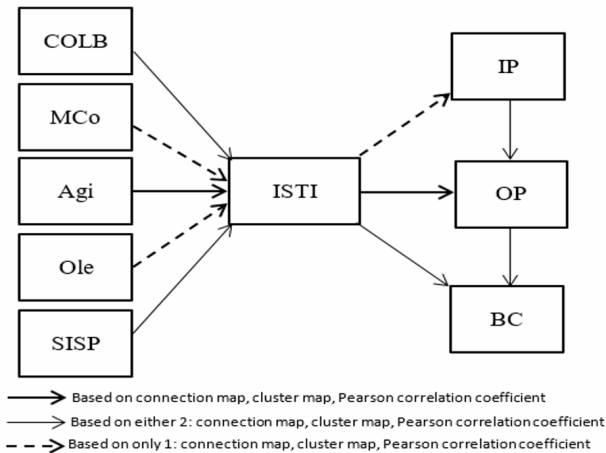 COLB
MCo
Agi
Ole
SISP
ISTI
IP
OP
BC
Based on connection map, cluster map, Pearson correlation coefficient
Based on either 2: connection map, cluster map, Pearson correlation coefficient
Based on only 1: connection map, cluster map, Pearson correlation coefficient